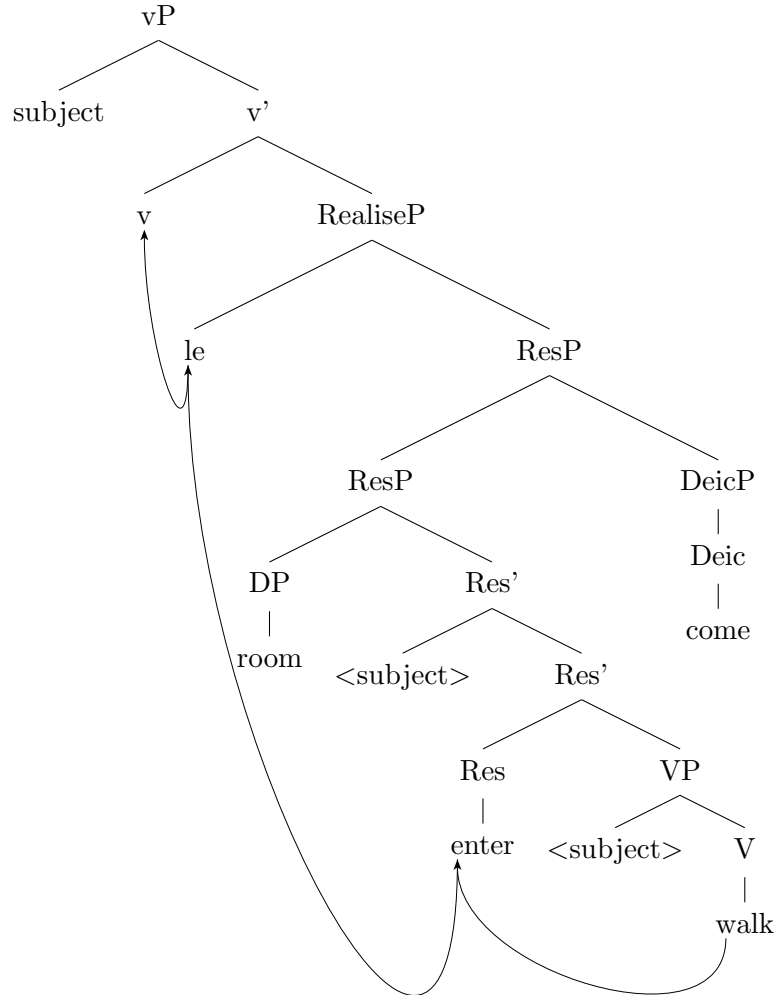 vP
subject v'
v RealiseP
le ResP
ResP DeicP
DP Res' Deic
room <subject> Res' come
Res VP
enter <subject> V
walk